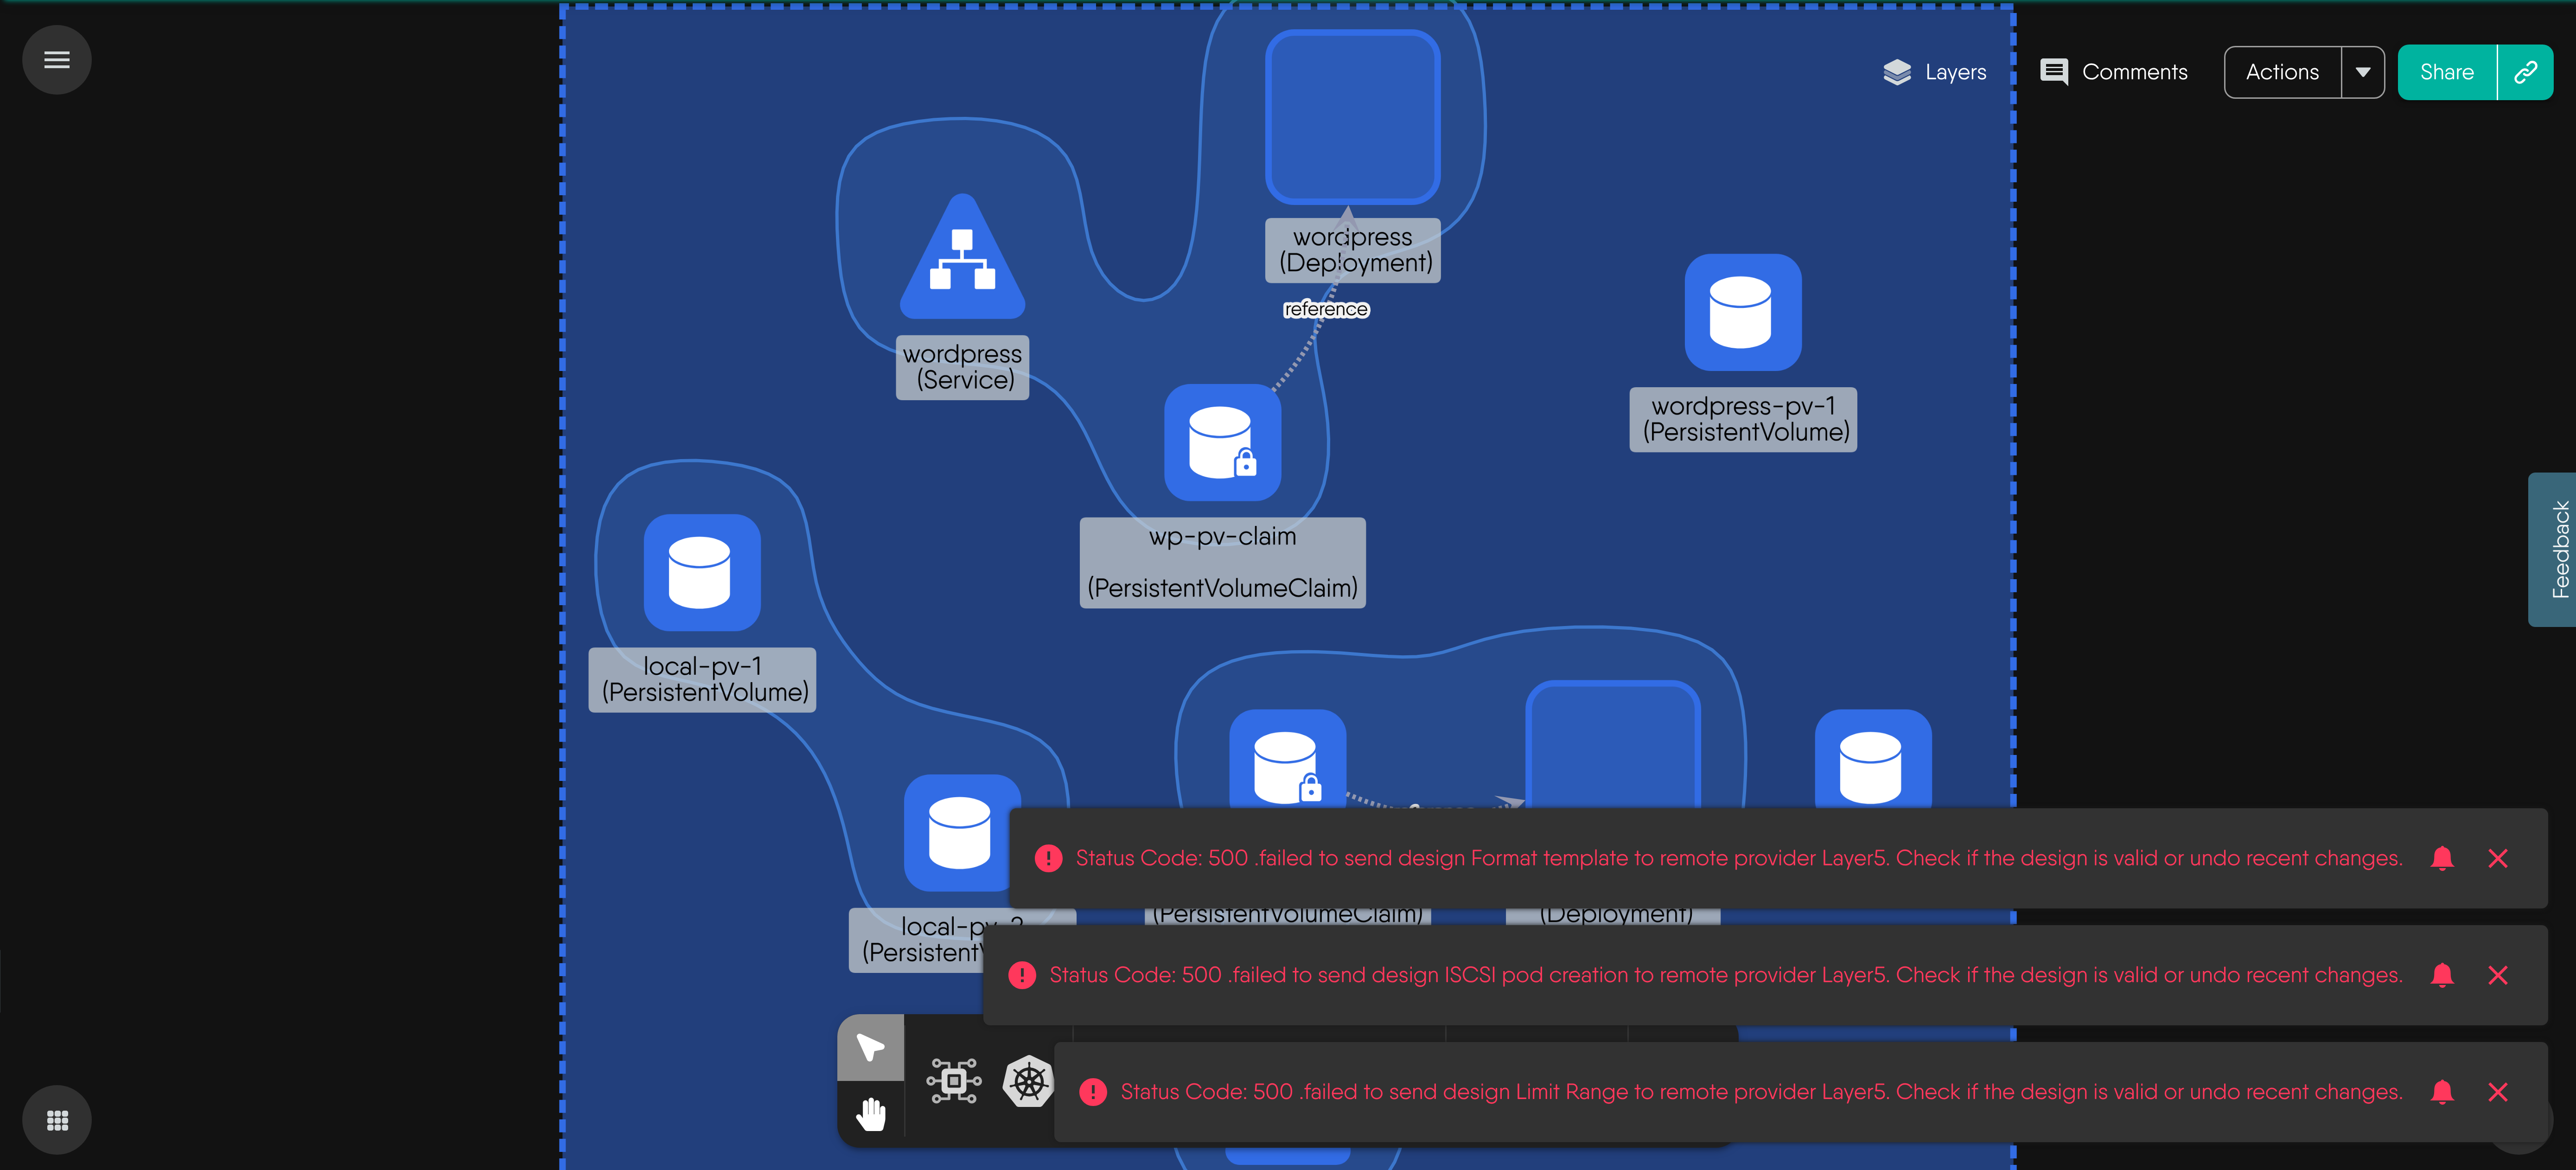 Layers
Comments
Actions
Share
wordpress
(Deployment)
reference
wordpress
(Service)
wordpress-pv-1
(PersistentVolume)
wp-pv-claim
(PersistentVolumeClaim)
Feedback
local-pv-1
(PersistentVolume)
Status Code: 500 .failed to send design Format template to remote provider Layer5. Check if the design is valid or undo recent changes.
(PersistentVolumeClaim)
(Deployment)
local-pv-2
Status Code: 500 .failed to send design ISCSI pod creation to remote provider Layer5. Check if the design is valid or undo recent changes.
Status Code: 500 .failed to send design Limit Range to remote provider Layer5. Check if the design is valid or undo recent changes.